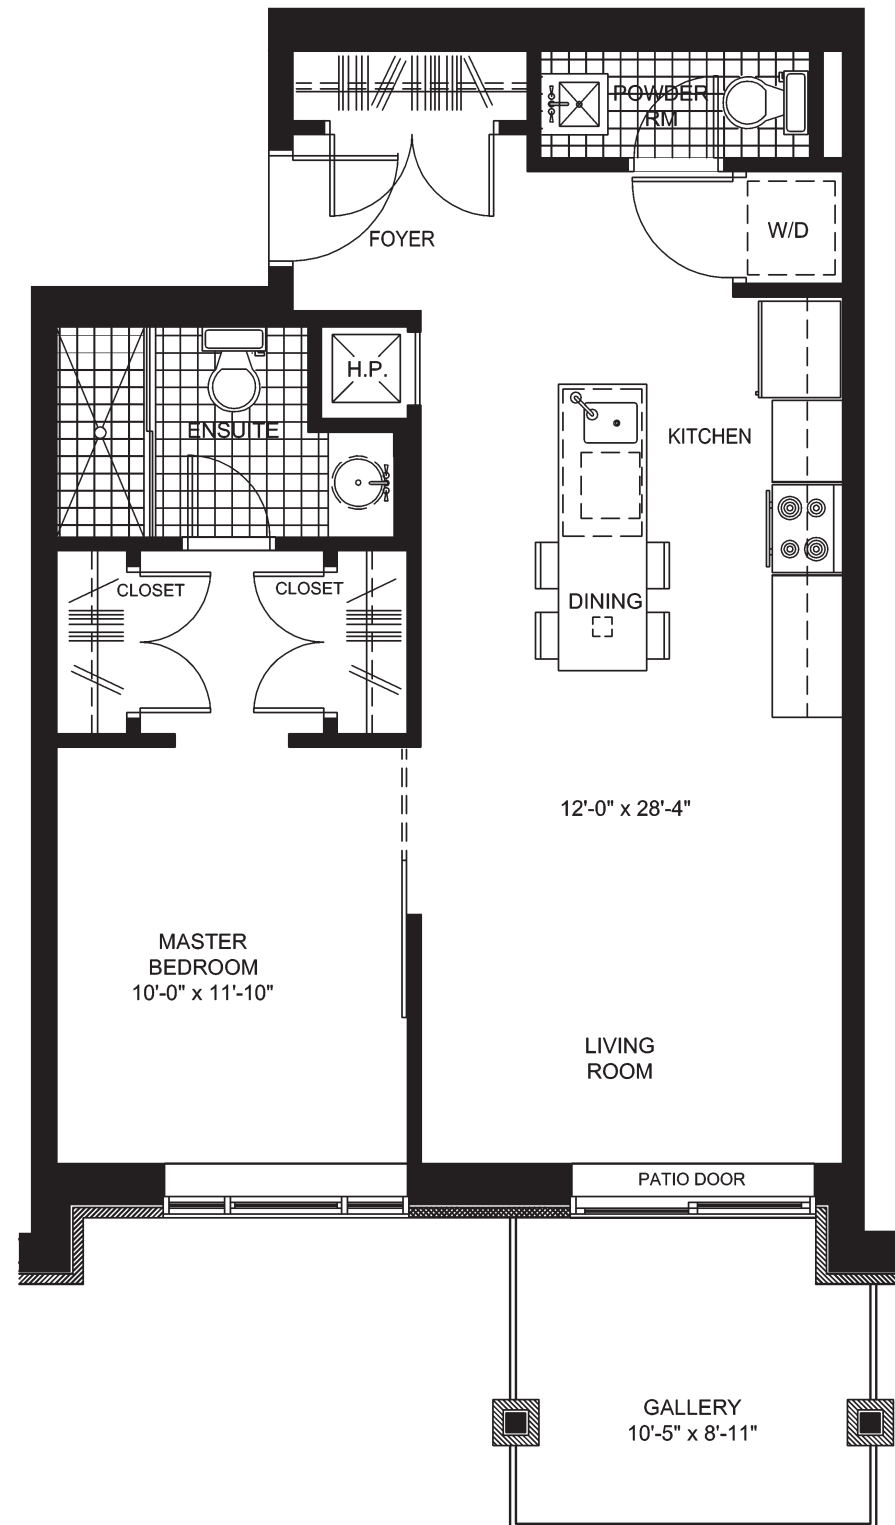 POWDER
RM
W/D
FOYER
H.P.
ENSUITE
KITCHEN
CLOSET
CLOSET
DINING
12'-0" x 28'-4"
MASTER
BEDROOM
10'-0" x 11'-10"
LIVING
ROOM
PATIO DOOR
GALLERY
10'-5" x 8'-11"